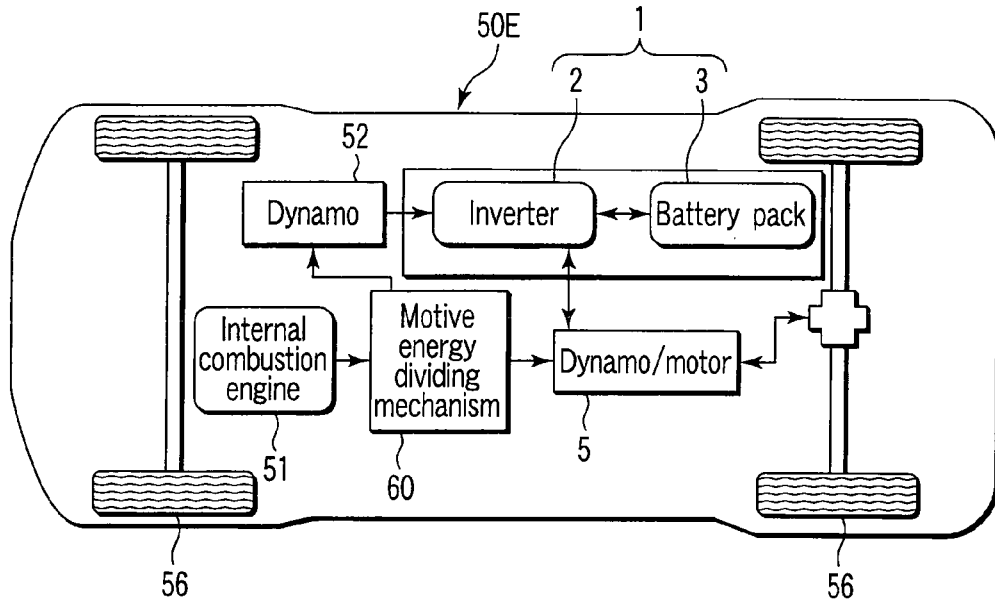 50E
1
2
3
52
Dynamo
Inverter
Battery pack
Internal
combustion
engine
Motive
energy
dividing
mechanism
Dynamo/motor
51
60
5
56
56